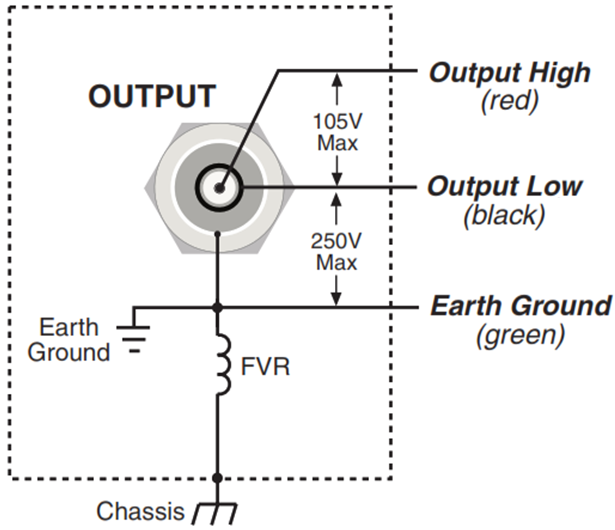 OUTPUT
Output High
(red)
105V
Max
Output Low
(black)
250V
Max
Earth Ground
(green)
Earth
Ground
FVR
Chassis